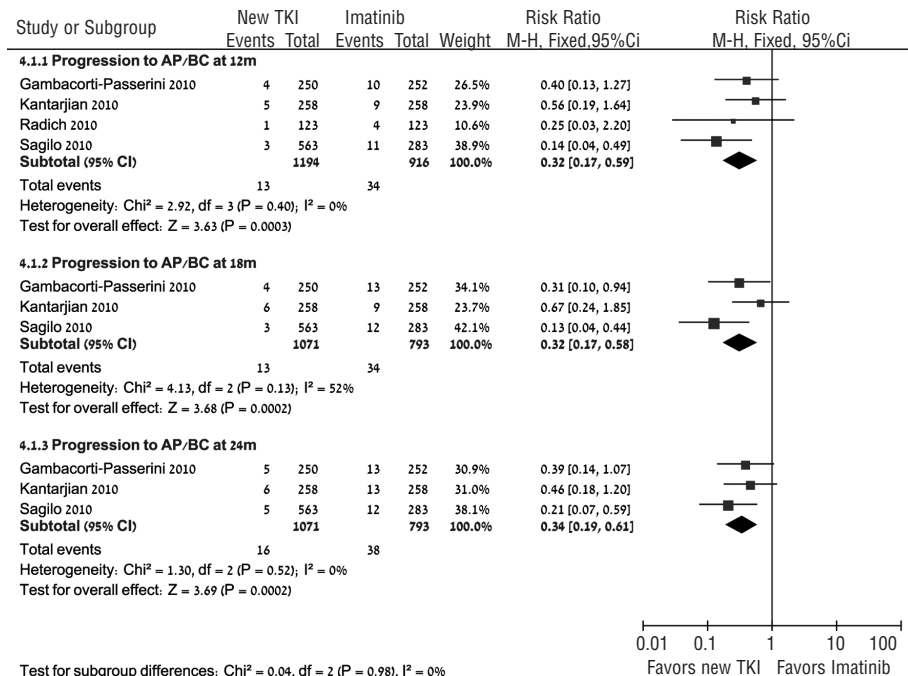 New TKI Imatinib Risk Ratio Risk Ratio
Study or Subgroup Events Total Events Total Weight M-H, Fixed,95%Ci M-H, Fixed, 95%Ci
4.1.1 Progression to AP/BC at 12m
Gambacorti-Passerini 2010 4 250 10 252 26.5% 0.40 [0.13, 1.27]
Kantarjian 2010 5 258 9 258 23.9% 0.56 [0.19, 1.64]
Radich 2010 1 123 4 123 10.6% 0.25 [0.03, 2.20]
Sagilo 2010 3 563 11 283 38.9% 0.14 [0.04, 0.49]
Subtotal (95% CI) 1194 916 100.0% 0.32 [0.17, 0.59]
Total events 13 34
Heterogeneity: Chi² = 2.92, df = 3 (P = 0.40); I² = 0%
Test for overall effect: Z = 3.63 (P = 0.0003)
4.1.2 Progression to AP/BC at 18m
Gambacorti-Passerini 2010 4 250 13 252 34.1% 0.31 [0.10, 0.94]
Kantarjian 2010 6 258 9 258 23.7% 0.67 [0.24, 1.85]
Sagilo 2010 3 563 12 283 42.1% 0.13 [0.04, 0.44]
Subtotal (95% CI) 1071 793 100.0% 0.32 [0.17, 0.58]
Total events 13 34
Heterogeneity: Chi² = 4.13, df = 2 (P = 0.13); I² = 52%
Test for overall effect: Z = 3.68 (P = 0.0002)
4.1.3 Progression to AP/BC at 24m
Gambacorti-Passerini 2010 5 250 13 252 30.9% 0.39 [0.14, 1.07]
Kantarjian 2010 6 258 13 258 31.0% 0.46 [0.18, 1.20]
Sagilo 2010 5 563 12 283 38.1% 0.21 [0.07, 0.59]
Subtotal (95% CI) 1071 793 100.0% 0.34 [0.19, 0.61]
Total events 16 38
Heterogeneity: Chi² = 1.30, df = 2 (P = 0.52); I² = 0%
Test for overall effect: Z = 3.69 (P = 0.0002)
0.01 0.1 1 10 100
Favors new TKI Favors Imatinib
Test for subgroup differences: Chi² = 0.04, df = 2 (P = 0.98), I² = 0%